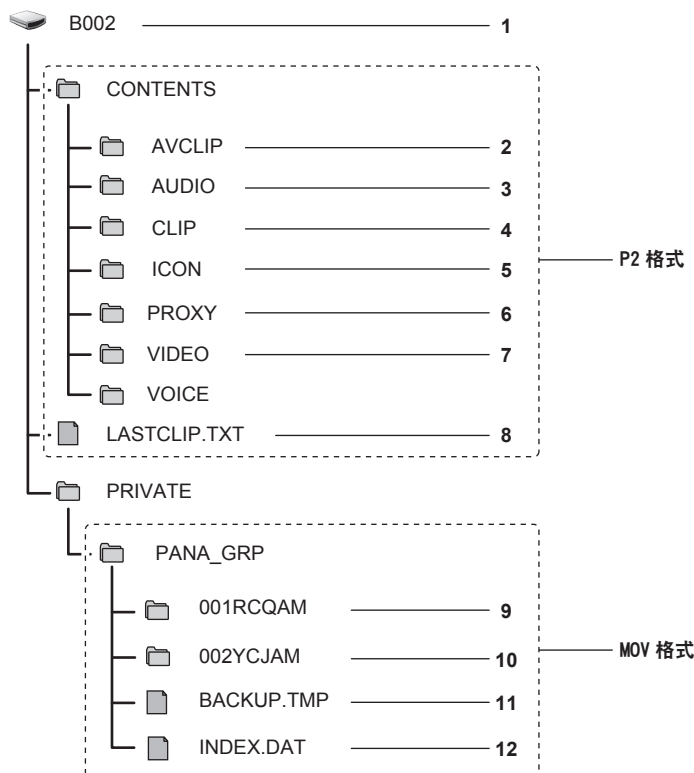 B002 1
CONTENTS
AVCLIP 2
AUDIO 3
CLIP 4
ICON 5
P2 格式
PROXY 6
VIDEO 7
VOICE
LASTCLIP.TXT 8
PRIVATE
PANA_GRP
001RCQAM 9
MOV 格式
002YCJAM 10
BACKUP.TMP 11
INDEX.DAT 12